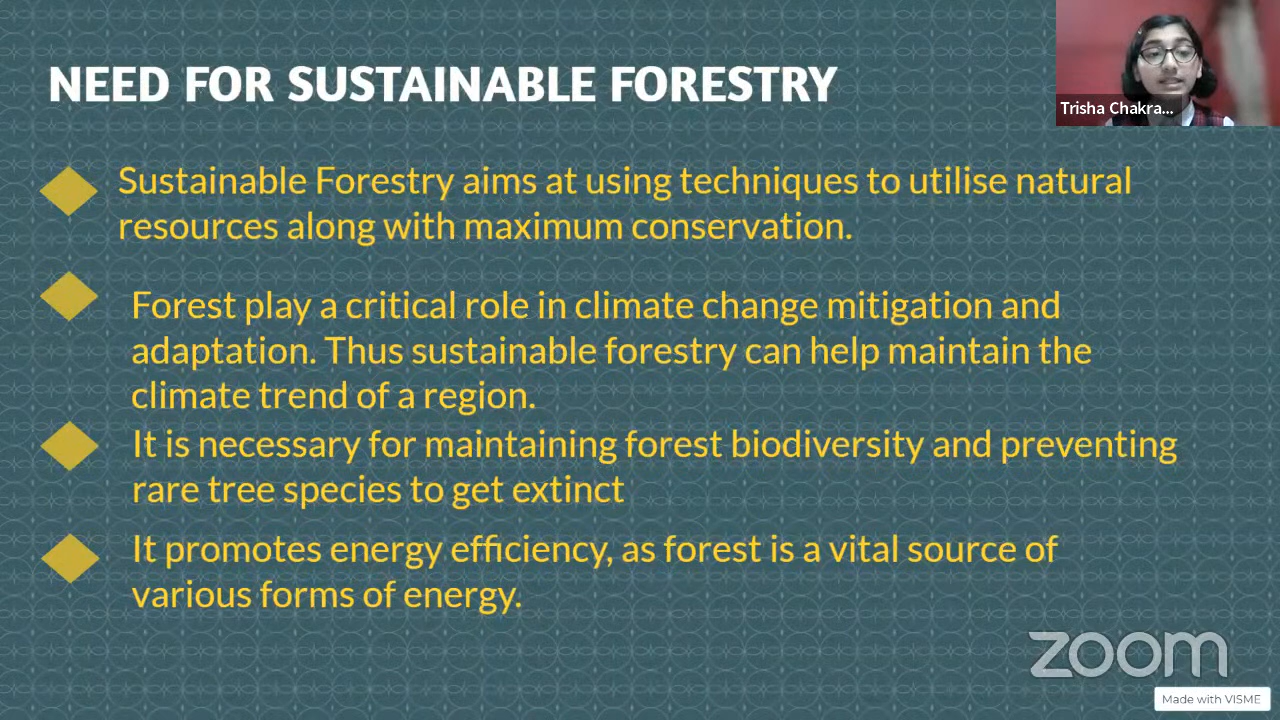 NEED FOR SUSTAINABLE FORESTRY
Trisha Chakra...
Sustainable Forestry aims at using techniques to utilise natural
resources along with maximum conservation.
Forest play a critical role in climate change mitigation and
adaptation. Thus sustainable forestry can help maintain the
climate trend of a region.
It is necessary for maintaining forest biodiversity and preventing
rare tree species to get extinct
It promotes energy efficiency, as forest is a vital source of
various forms of energy.
zoom
Made with VISME